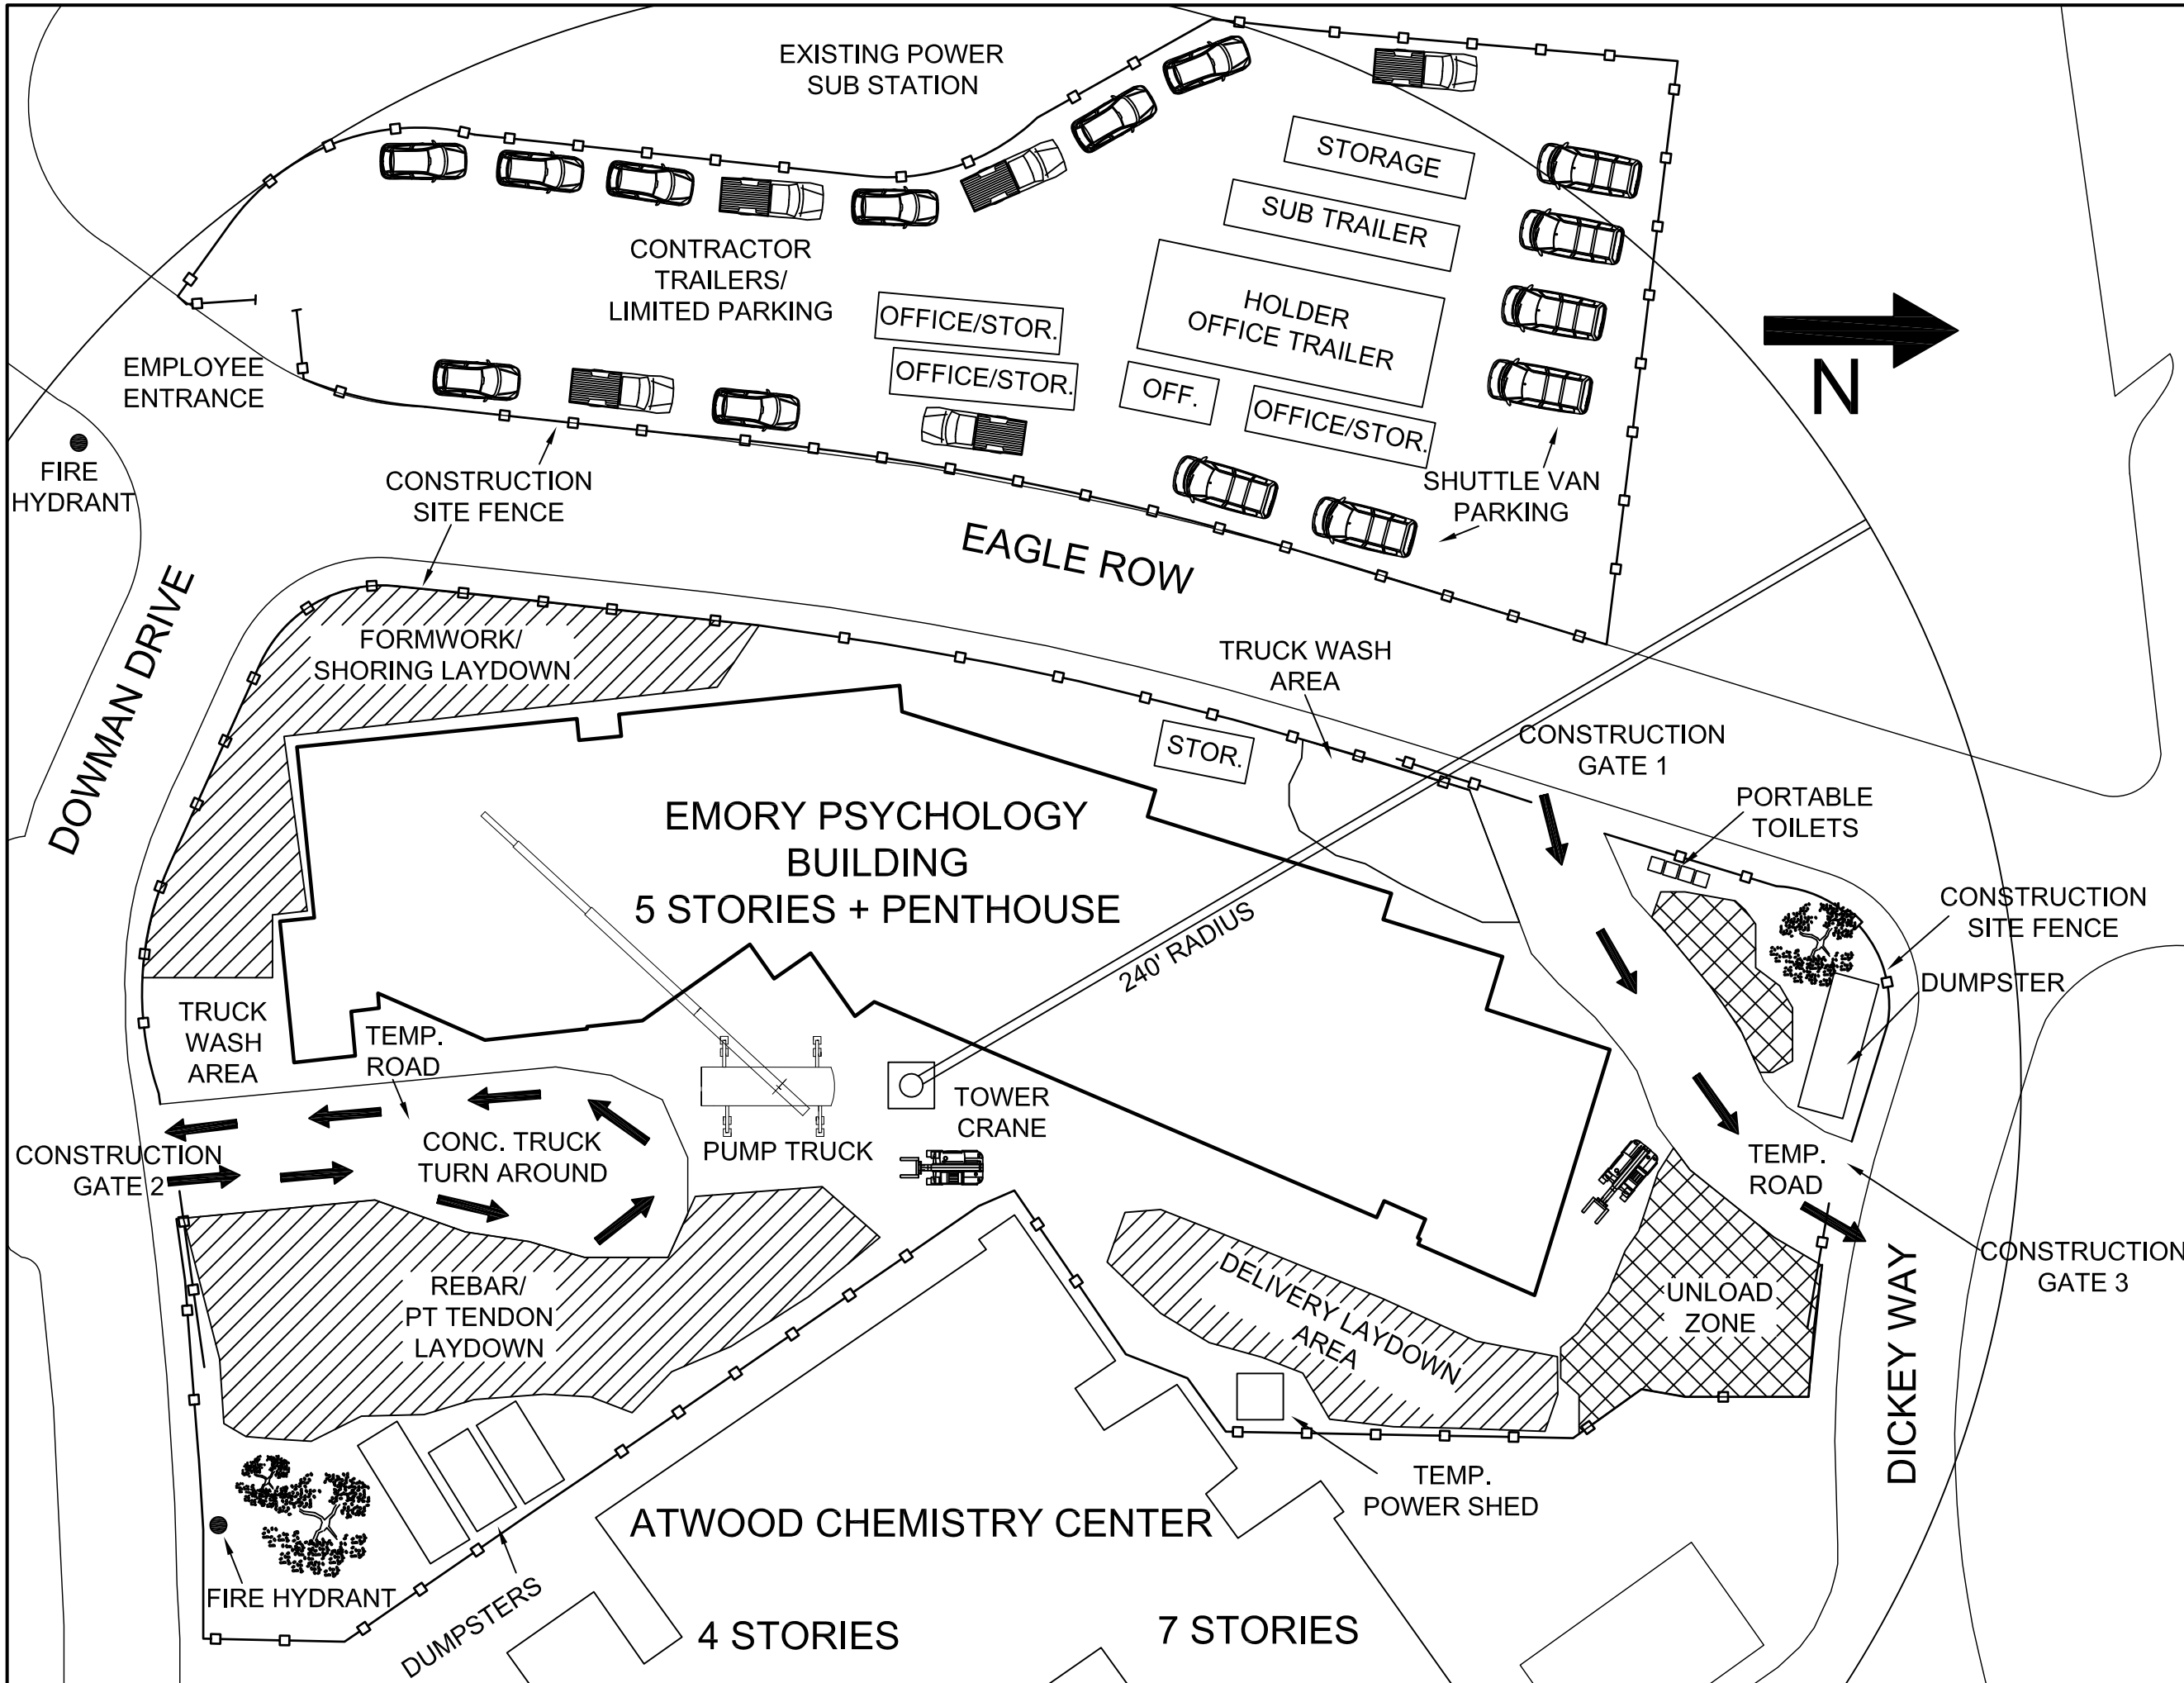 EXISTING POWER
SUB STATION
STORAGE
SUB TRAILER
CONTRACTOR
TRAILERS/
LIMITED PARKING
HOLDER
OFFICE TRAILER
OFFICE/STOR.
OFFICE/STOR.
OFF.
OFFICE/STOR.
N
EMPLOYEE
ENTRANCE
FIRE
HYDRANT
CONSTRUCTION
SITE FENCE
SHUTTLE VAN
PARKING
EAGLE ROW
DOWMAN DRIVE
FORMWORK/
SHORING LAYDOWN
TRUCK WASH
AREA
STOR.
CONSTRUCTION
GATE 1
PORTABLE
TOILETS
EMORY PSYCHOLOGY
BUILDING
5 STORIES + PENTHOUSE
240' RADIUS
CONSTRUCTION
SITE FENCE
DUMPSTER
TRUCK
WASH
AREA
TEMP.
ROAD
TOWER
CRANE
CONC. TRUCK
TURN AROUND
PUMP TRUCK
CONSTRUCTION
GATE 2
TEMP.
ROAD
CONSTRUCTION
GATE 3
REBAR/
PT TENDON
LAYDOWN
DELIVERY LAYDOWN
AREA
UNLOAD
ZONE
DICKEY WAY
TEMP.
POWER SHED
ATWOOD CHEMISTRY CENTER
FIRE HYDRANT
DUMPSTERS
4 STORIES
7 STORIES